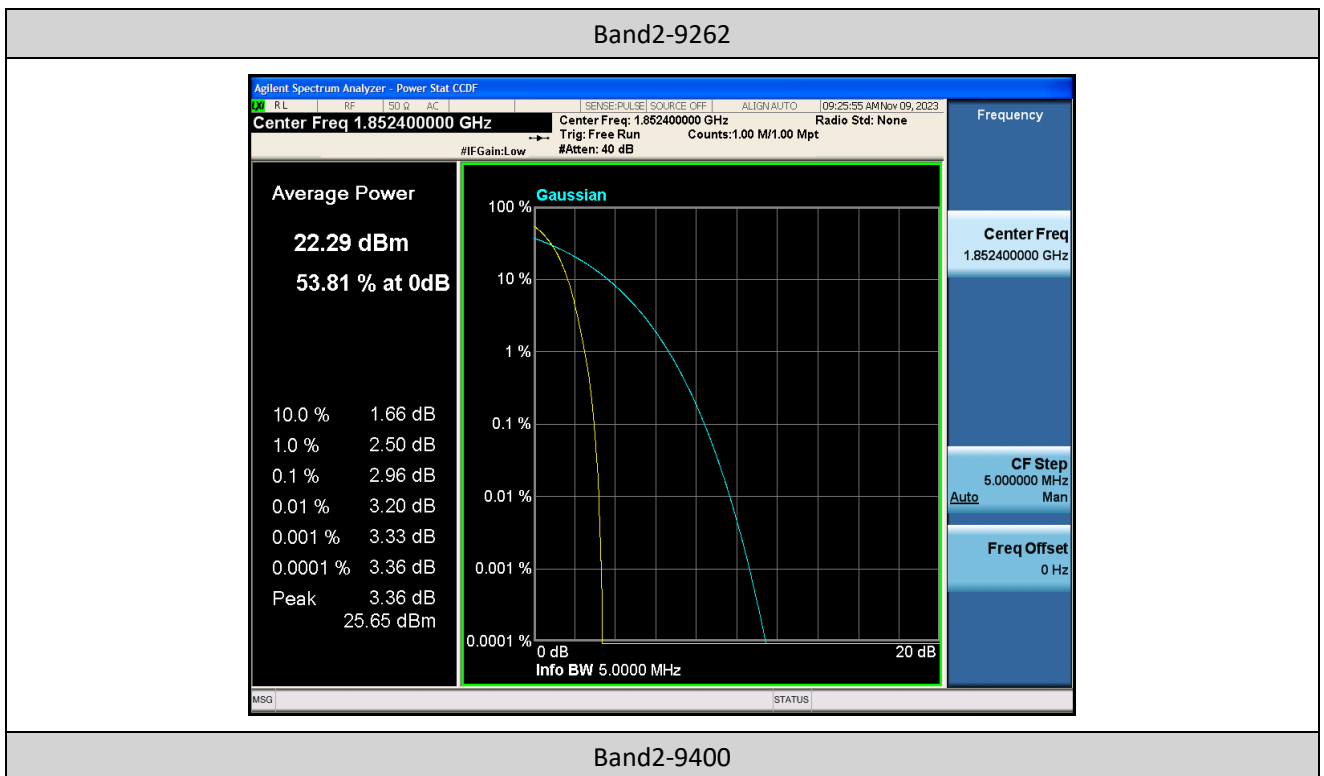 Band2-9262
Agilent Spectrum Analyzer - Power Stat CCDF
LXI RL RF 50 Ω AC SENSE:PULSE SOURCE OFF ALIGN AUTO 09:25:55 AM Nov 09, 2023
Center Freq 1.852400000 GHz
Center Freq: 1.852400000 GHz Radio Std: None
Trig: Free Run Counts:1.00 M/1.00 Mpt
#IFGain:Low #Atten: 40 dB
Average Power
22.29 dBm
53.81 % at 0dB
10.0 % 1.66 dB
1.0 % 2.50 dB
0.1 % 2.96 dB
0.01 % 3.20 dB
0.001 % 3.33 dB
0.0001 % 3.36 dB
Peak 3.36 dB
25.65 dBm
Gaussian
100 %
10 %
1 %
0.1 %
0.01 %
0.001 %
0.0001 %
0 dB 20 dB
Info BW 5.0000 MHz
Frequency
Center Freq
1.852400000 GHz
CF Step
5.000000 MHz
Auto Man
Freq Offset
0 Hz
MSG STATUS
Band2-9400